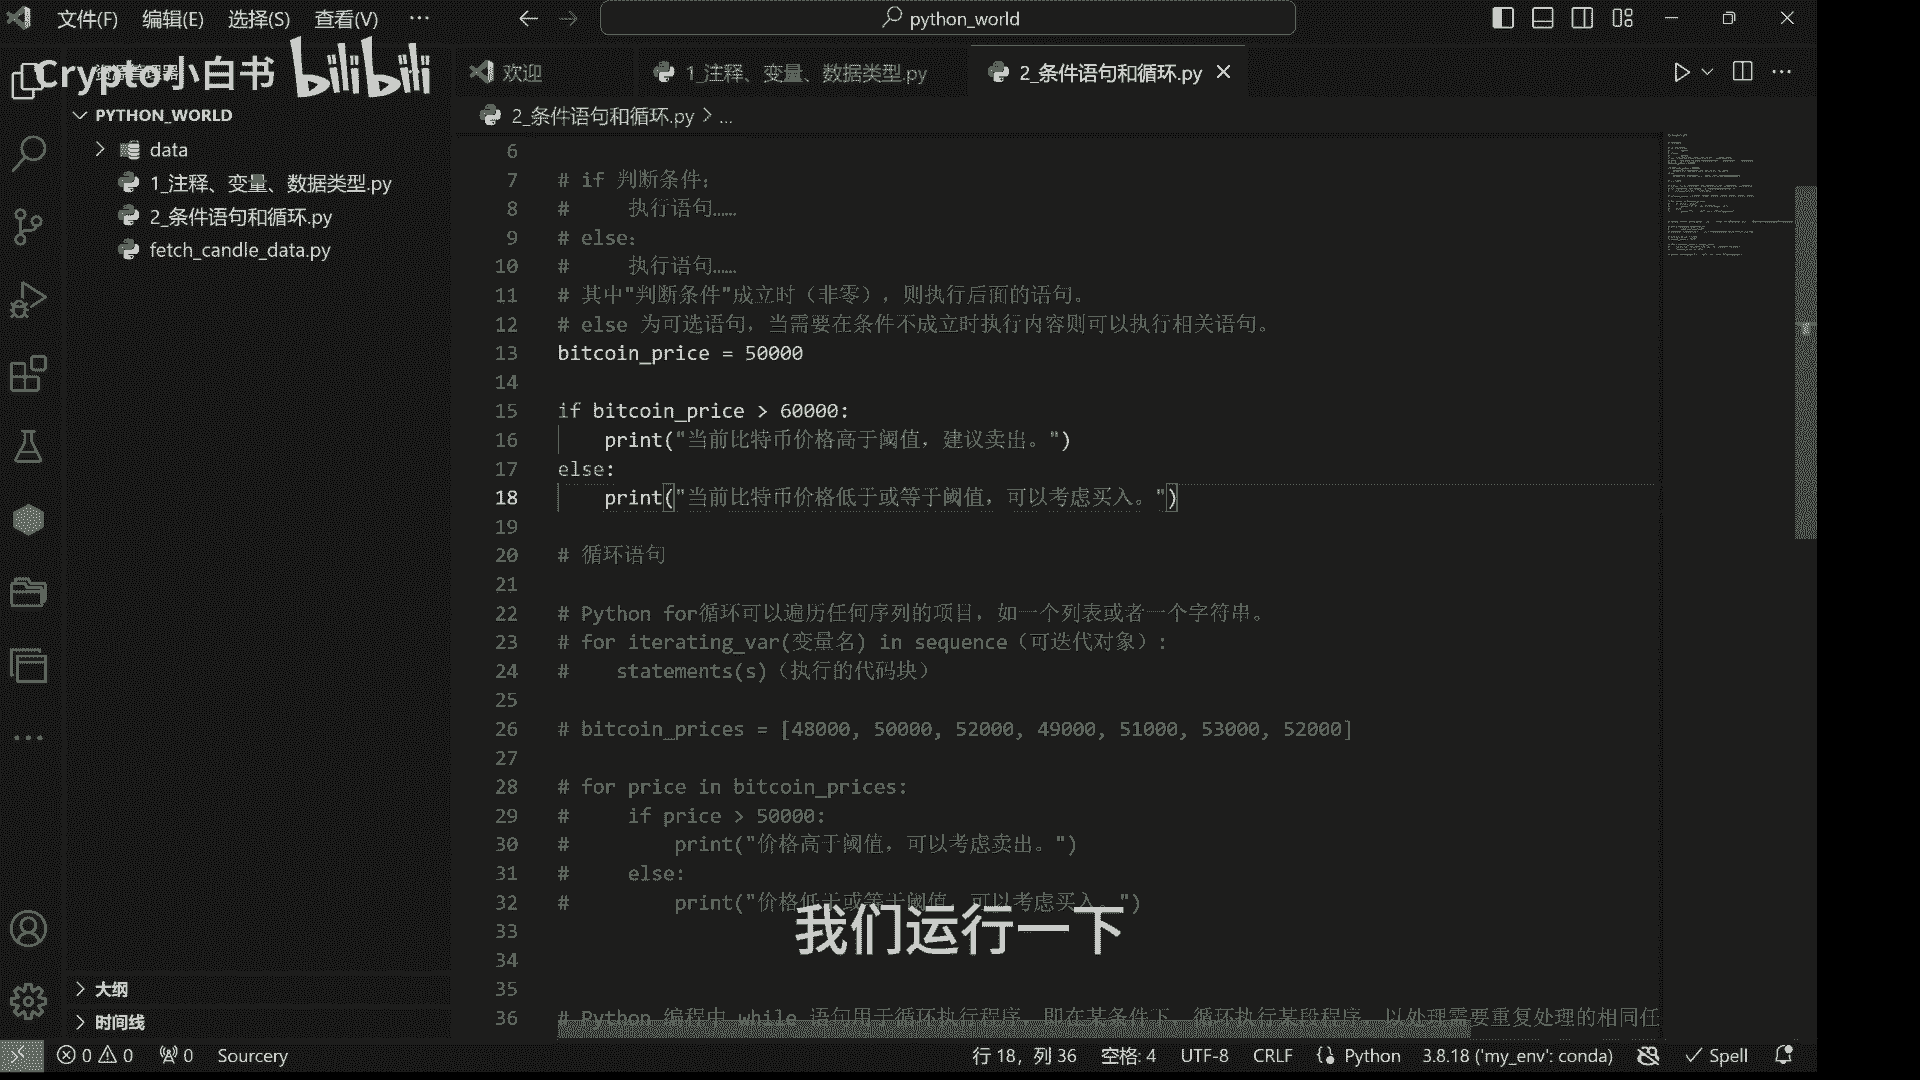 文件(F) 编辑(E) 选择(S) 查看(V) ··· python_world
Crypto小白书 bilibili
欢迎 1_注释、变量、数据类型.py 2_条件语句和循环.py
PYTHON_WORLD
data
1_注释、变量、数据类型.py
2_条件语句和循环.py
fetch_candle_data.py
大纲
时间线
2_条件语句和循环.py > ...
6
7 # if 判断条件：
8 #     执行语句……
9 # else：
10 #     执行语句……
11 # 其中"判断条件"成立时（非零），则执行后面的语句。
12 # else 为可选语句，当需要在条件不成立时执行内容则可以执行相关语句。
13 bitcoin_price = 50000
14
15 if bitcoin_price > 60000:
16     print("当前比特币价格高于阈值，建议卖出。")
17 else:
18     print("当前比特币价格低于或等于阈值，可以考虑买入。")
19
20 # 循环语句
21
22 # Python for循环可以遍历任何序列的项目，如一个列表或者一个字符串。
23 # for iterating_var(变量名) in sequence（可迭代对象）:
24 #    statements(s)（执行的代码块）
25
26 # bitcoin_prices = [48000, 50000, 52000, 49000, 51000, 53000, 52000]
27
28 # for price in bitcoin_prices:
29 #     if price > 50000:
30 #         print("价格高于阈值，可以考虑卖出。")
31 #     else:
32 #         print("价格低于或等于阈值，可以考虑买入。")
33
34
35
36 # Python 编程中 while 语句用于循环执行程序，即在某条件下，循环执行某段程序，以处理需要重复处理的相同任
我们运行一下
0 0 0 Sourcery 行 18，列 36 空格: 4 UTF-8 CRLF Python 3.8.18 ('my_env': conda) Spell